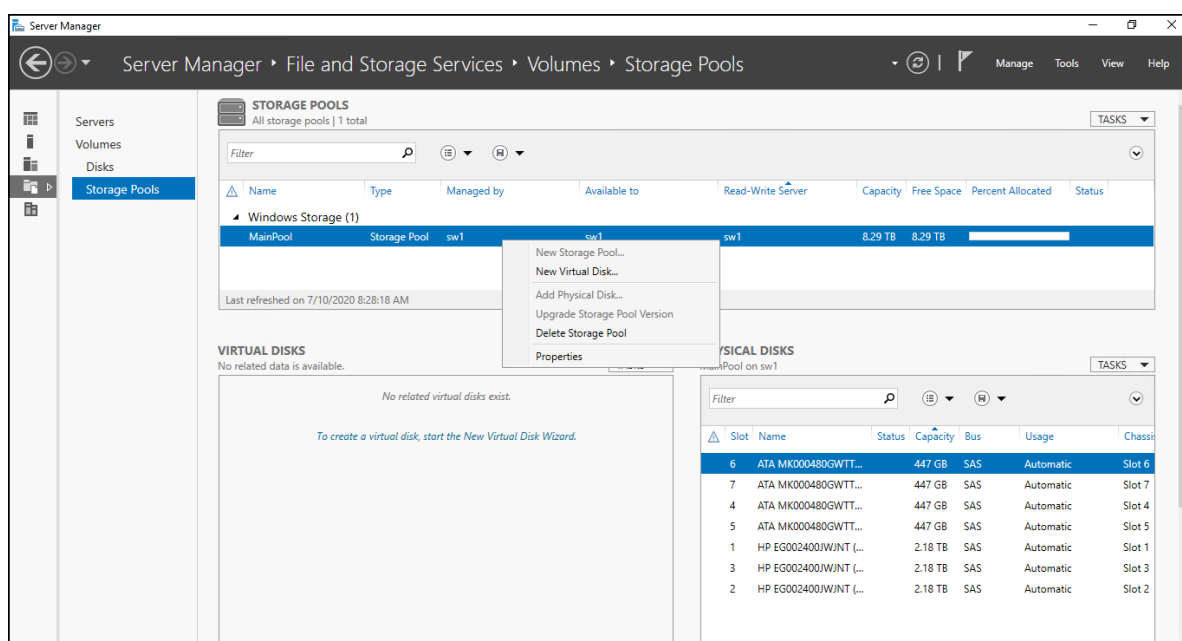 Server Manager
Server Manager ‣ File and Storage Services ‣ Volumes ‣ Storage Pools
Manage Tools View Help
Servers
Volumes
Disks
Storage Pools
STORAGE POOLS
All storage pools | 1 total
TASKS
Filter
Name Type Managed by Available to Read-Write Server Capacity Free Space Percent Allocated Status
Windows Storage (1)
MainPool Storage Pool sw1 sw1 sw1 8.29 TB 8.29 TB
Last refreshed on 7/10/2020 8:28:18 AM
New Storage Pool...
New Virtual Disk...
Add Physical Disk...
Upgrade Storage Pool Version
Delete Storage Pool
Properties
VIRTUAL DISKS
No related data is available.
No related virtual disks exist.
To create a virtual disk, start the New Virtual Disk Wizard.
YSICAL DISKS
MainPool on sw1
TASKS
Filter
Slot Name Status Capacity Bus Usage Chassi
6 ATA MK000480GWTT... 447 GB SAS Automatic Slot 6
7 ATA MK000480GWTT... 447 GB SAS Automatic Slot 7
4 ATA MK000480GWTT... 447 GB SAS Automatic Slot 4
5 ATA MK000480GWTT... 447 GB SAS Automatic Slot 5
1 HP EG002400JWJNT (... 2.18 TB SAS Automatic Slot 1
3 HP EG002400JWJNT (... 2.18 TB SAS Automatic Slot 3
2 HP EG002400JWJNT (... 2.18 TB SAS Automatic Slot 2